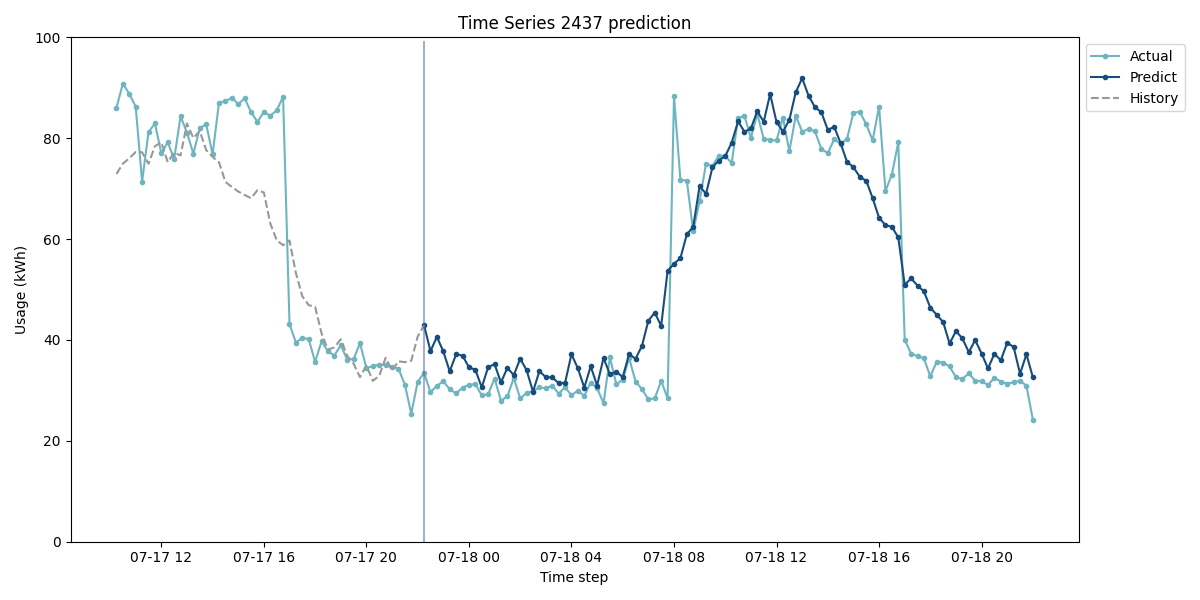 Time Series 2437 prediction
Usage (kWh)
100
80
60
40
20
0
07-17 12
07-17 16
07-17 20
07-18 00
07-18 04
07-18 08
07-18 12
07-18 16
07-18 20
Time step
Actual
Predict
History